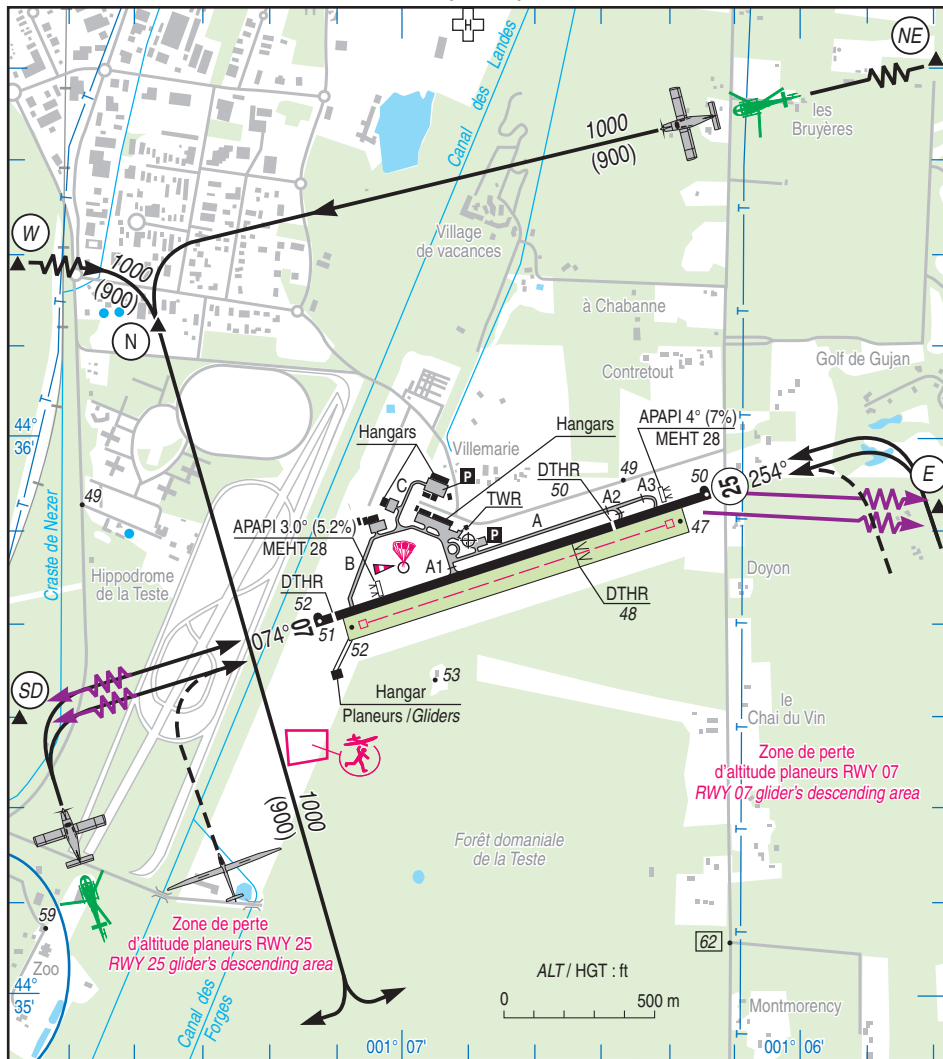 H
NE
les
Bruyères
1000
(900)
Canal des Landes
W
1000
(900)
N
Village
de vacances
à Chabanne
Contretout
Golf de Gujan
44°
36'
Hangars
Villemarie
Hangars
APAPI 4° (7%)
MEHT 28
DTHR
50
49
50
25
254°
E
P
TWR
C
A
A2
A3
47
49
APAPI 3.0° (5.2%)
MEHT 28
P
B
A1
Craste de Nezer
Hippodrome
de la Teste
DTHR
52
Doyon
DTHR
48
074°
07
51
52
SD
53
Hangar
Planeurs / Gliders
le
Chai du Vin
Zone de perte
d'altitude planeurs RWY 07
RWY 07 glider's descending area
1000
(900)
Forêt domaniale
de la Teste
59
Zoo
Zone de perte
d'altitude planeurs RWY 25
RWY 25 glider's descending area
62
ALT / HGT : ft
0 500 m
44°
35'
Canal des
Forges
Montmorency
001° 07'
001° 06'